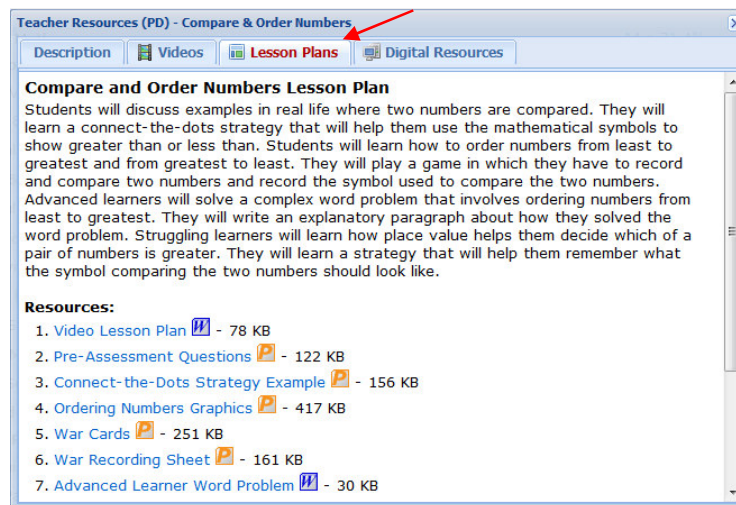 Teacher Resources (PD) - Compare & Order Numbers
Description Videos Lesson Plans Digital Resources
Compare and Order Numbers Lesson Plan
Students will discuss examples in real life where two numbers are compared. They will
learn a connect-the-dots strategy that will help them use the mathematical symbols to
show greater than or less than. Students will learn how to order numbers from least to
greatest and from greatest to least. They will play a game in which they have to record
and compare two numbers and record the symbol used to compare the two numbers.
Advanced learners will solve a complex word problem that involves ordering numbers from
least to greatest. They will write an explanatory paragraph about how they solved the
word problem. Struggling learners will learn how place value helps them decide which of a
pair of numbers is greater. They will learn a strategy that will help them remember what
the symbol comparing the two numbers should look like.
Resources:
1. Video Lesson Plan W - 78 KB
2. Pre-Assessment Questions P - 122 KB
3. Connect-the-Dots Strategy Example P - 156 KB
4. Ordering Numbers Graphics P - 417 KB
5. War Cards P - 251 KB
6. War Recording Sheet P - 161 KB
7. Advanced Learner Word Problem W - 30 KB